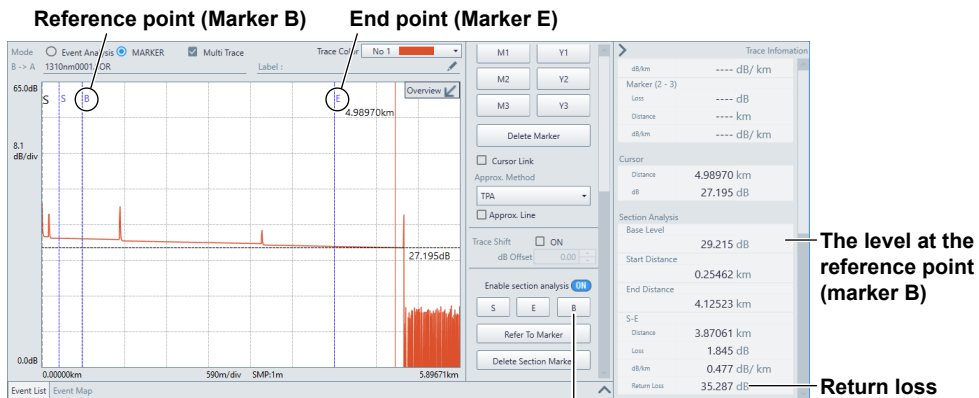 Reference point (Marker B) End point (Marker E)
Mode Event Analysis MARKER Multi Trace Trace Color No 1
B -> A 1310nm0001.SOR Label :
65.0dB
S S B E Overview
4.98970km
8.1
dB/div
27.195dB
0.0dB
0.00000km 590m/div SMP:1m 5.89671km
Event List Event Map
M1 Y1
M2 Y2
M3 Y3
Delete Marker
Cursor Link
Approx. Method
TPA
Approx. Line
Trace Shift ON
dB Offset 0.00
Enable section analysis ON
S E B
Refer To Marker
Delete Section Marker
Trace Infomation
dB/km ---- dB/ km
Marker (2 - 3)
Loss ---- dB
Distance ---- km
dB/km ---- dB/ km
Cursor
Distance 4.98970 km
dB 27.195 dB
Section Analysis
Base Level
29.215 dB
Start Distance
0.25462 km
End Distance
4.12523 km
S-E
Distance 3.87061 km
Loss 1.845 dB
dB/km 0.477 dB/ km
Return Loss 35.287 dB
The level at the
reference point
(marker B)
Return loss